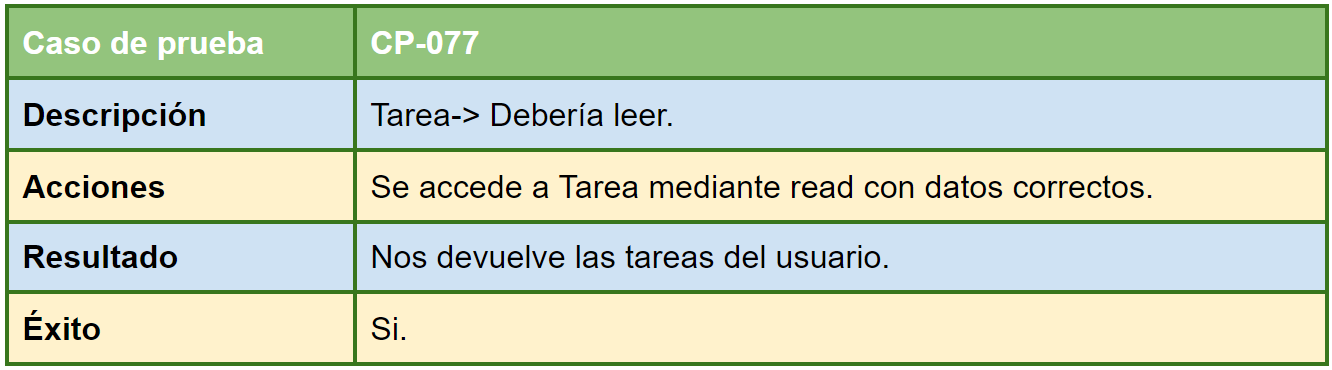 Caso de prueba CP-077
Descripción Tarea-> Debería leer.
Acciones Se accede a Tarea mediante read con datos correctos.
Resultado Nos devuelve las tareas del usuario.
Éxito Si.